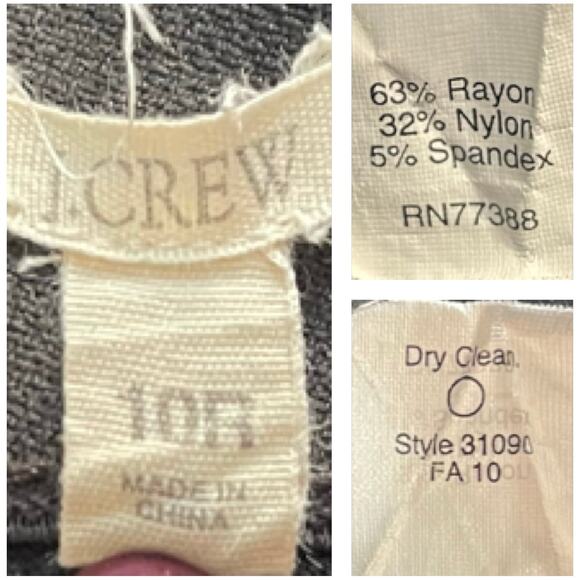 J.CREW
10R
MADE IN
CHINA
63% Rayon
32% Nylon
5% Spandex
RN77388
Dry Clean.
Style 31090
FA 10